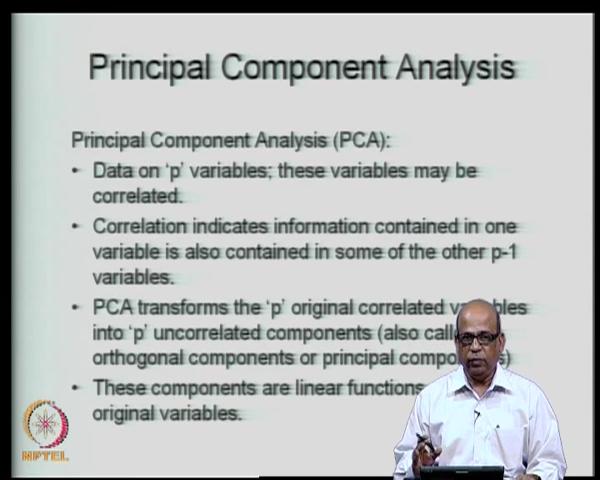 Principal Component Analysis
Principal Component Analysis (PCA):
• Data on 'p' variables; these variables may be
correlated.
• Correlation indicates information contained in one
variable is also contained in some of the other p-1
variables.
• PCA transforms the 'p' original correlated
into 'p' uncorrelated components (also
orthogonal components or principal
• These components are linear functions
original variables.
NPTEL